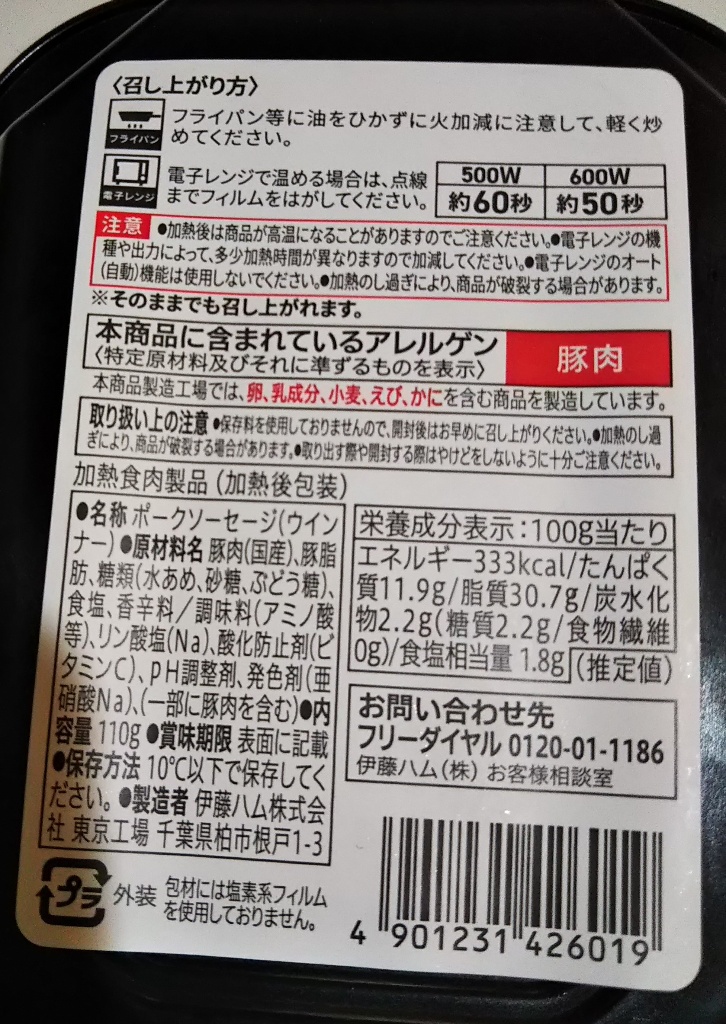 〈召し上がり方〉
フライパン
フライパン等に油をひかずに火加減に注意して、軽く炒
めてください。
電子レンジ
電子レンジで温める場合は、点線
までフィルムをはがしてください。
500W 600W
約60秒 約50秒
注意 ●加熱後は商品が高温になることがありますのでご注意ください。●電子レンジの機
種や出力によって、多少加熱時間が異なりますので加減してください。●電子レンジのオート
(自動)機能は使用しないでください。●加熱のし過ぎにより、商品が破裂する場合があります。
※そのままでも召し上がれます。
本商品に含まれているアレルゲン
〈特定原材料及びそれに準ずるものを表示〉
豚肉
本商品製造工場では、卵、乳成分、小麦、えび、かにを含む商品を製造しています。
取り扱い上の注意 ●保存料を使用しておりませんので、開封後はお早めに召し上がりください。●加熱のし過
ぎにより、商品が破裂する場合があります。●取り出す際や開封する際はやけどをしないように十分ご注意ください。
加熱食肉製品(加熱後包装)
●名称 ポークソーセージ(ウイン
ナー)●原材料名 豚肉(国産)、豚脂
肪、糖類(水あめ、砂糖、ぶどう糖)、
食塩、香辛料/調味料(アミノ酸
等)、リン酸塩(Na)、酸化防止剤(ビ
タミンC)、pH調整剤、発色剤(亜
硝酸Na)、(一部に豚肉を含む)●内
容量 110g ●賞味期限 表面に記載
●保存方法 10℃以下で保存してく
ださい。●製造者 伊藤ハム株式会
社 東京工場 千葉県柏市根戸1-3
栄養成分表示:100g当たり
エネルギー333kcal/たんぱく
質11.9g/脂質30.7g/炭水化
物2.2g(糖質2.2g/食物繊維
0g)/食塩相当量 1.8g(推定値)
お問い合わせ先
フリーダイヤル 0120-01-1186
伊藤ハム(株) お客様相談室
プラ
外装
包材には塩素系フィルム
を使用しておりません。
4 901231 426019